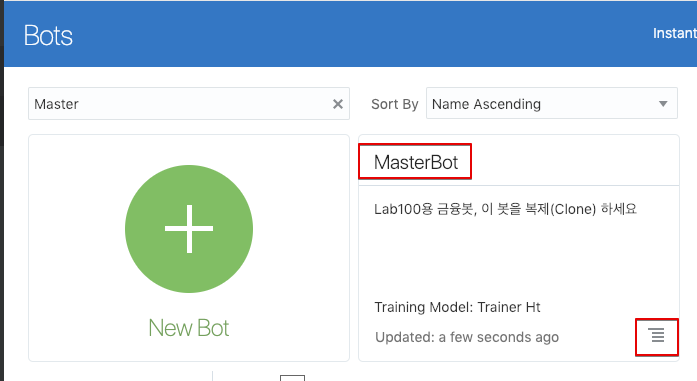 Bots
Instant
Master
Sort By
Name Ascending
MasterBot
Lab100용 금융봇, 이 봇을 복제(Clone) 하세요
New Bot
Training Model: Trainer Ht
Updated: a few seconds ago